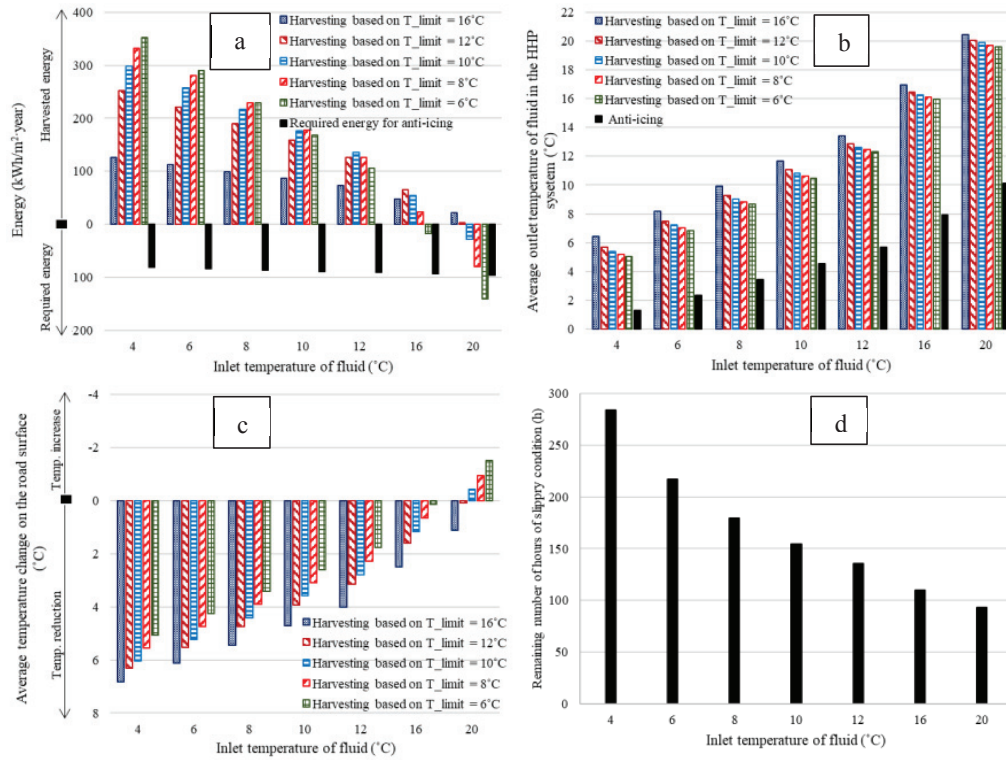 a
Energy (kWh/m²·year)
Harvested energy
Required energy
400
300
200
100
0
100
200
Harvesting based on T_limit = 16˚C
Harvesting based on T_limit = 12˚C
Harvesting based on T_limit = 10˚C
Harvesting based on T_limit = 8˚C
Harvesting based on T_limit = 6˚C
Required energy for anti-icing
4 6 8 10 12 16 20
Inlet temperature of fluid (˚C)
b
Average outlet temperature of fluid in the HHP
sysetem (˚C)
22
20
18
16
14
12
10
8
6
4
2
0
Harvesting based on T_limit = 16˚C
Harvesting based on T_limit = 12˚C
Harvesting based on T_limit = 10˚C
Harvesting based on T_limit = 8˚C
Harvesting based on T_limit = 6˚C
Anti-icing
4 6 8 10 12 16 20
Inlet temperature of fluid (˚C)
c
Average temperature change on the road surface
(˚C)
Temp. increase
Temp. reduction
-4
-2
0
2
4
6
8
Harvesting based on T_limit = 16˚C
Harvesting based on T_limit = 12˚C
Harvesting based on T_limit = 10˚C
Harvesting based on T_limit = 8˚C
Harvesting based on T_limit = 6˚C
4 6 8 10 12 16 20
Inlet temperature of fluid (˚C)
d
Remaining number of hours of slippry condition (h)
300
250
200
150
100
50
0
4 6 8 10 12 16 20
Inlet temperature of fluid (˚C)